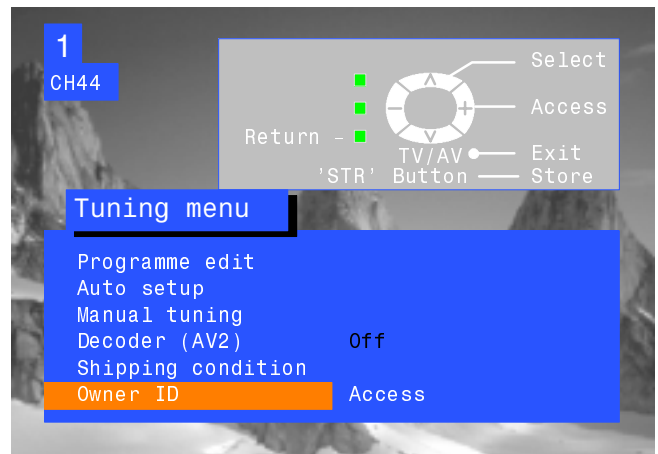 1
CH44
Select
Access
Return –
TV/AV
Exit
'STR' Button
Store
Tuning menu
Programme edit
Auto setup
Manual tuning
Decoder (AV2) Off
Shipping condition
Owner ID Access